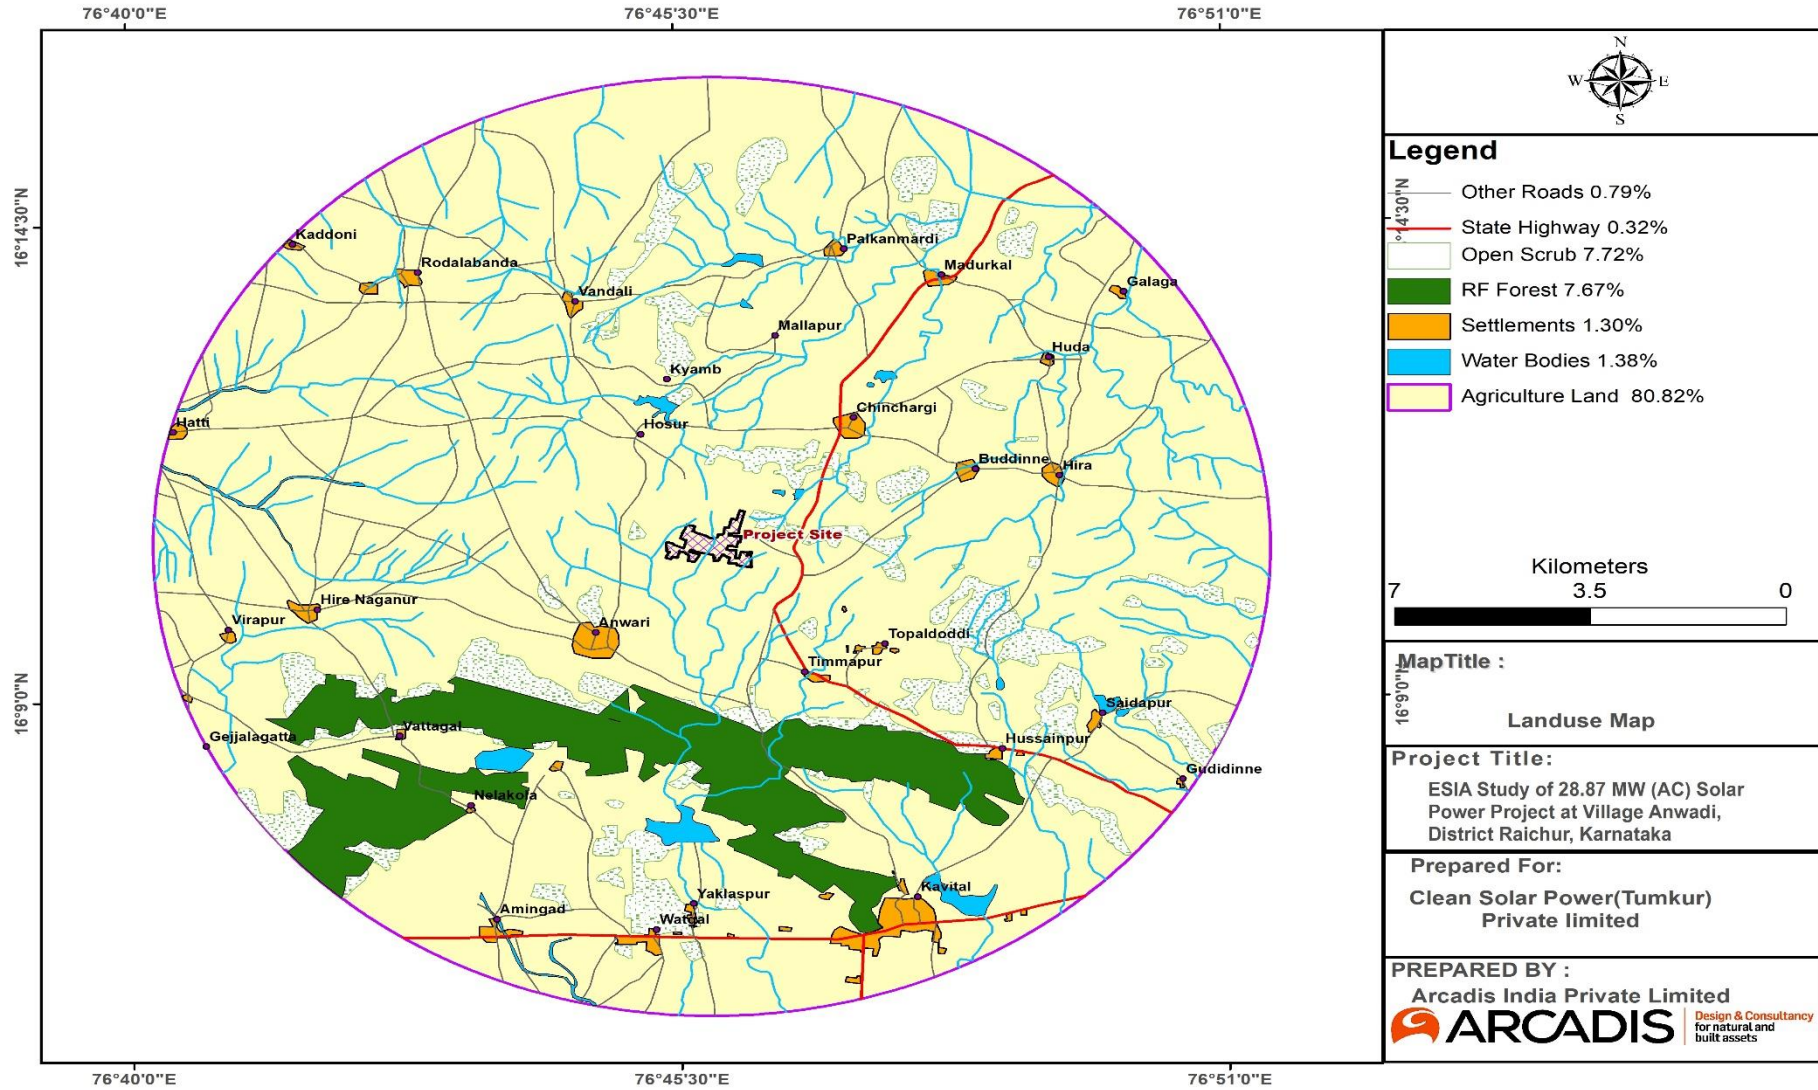 76°40'0"E
76°45'30"E
76°51'0"E
16°14'30"N
16°9'0"N
Kaddoni
Rodalabanda
Vandali
Palkanmardi
Madurkal
Galaga
Mallapur
Huda
Kyamb
Chinchargi
Hatti
Hosur
Buddinne
Hira
Project Site
Hire Naganur
Virapur
Anwari
Topaldoddi
Timmapur
Saidapur
Vattagal
Gejjalagatta
Hussainpur
Gudidinne
Nelakola
Yaklaspur
Kavital
Amingad
Watgal
76°40'0"E
76°45'30"E
76°51'0"E
N
W
E
S
Legend
Other Roads 0.79%
State Highway 0.32%
Open Scrub 7.72%
RF Forest 7.67%
Settlements 1.30%
Water Bodies 1.38%
Agriculture Land 80.82%
°14'30"N
Kilometers
7 3.5 0
16°9'0"N
MapTitle :
Landuse Map
Project Title:
ESIA Study of 28.87 MW (AC) Solar
Power Project at Village Anwadi,
District Raichur, Karnataka
Prepared For:
Clean Solar Power(Tumkur)
Private limited
PREPARED BY :
Arcadis India Private Limited
ARCADIS
Design & Consultancy
for natural and
built assets